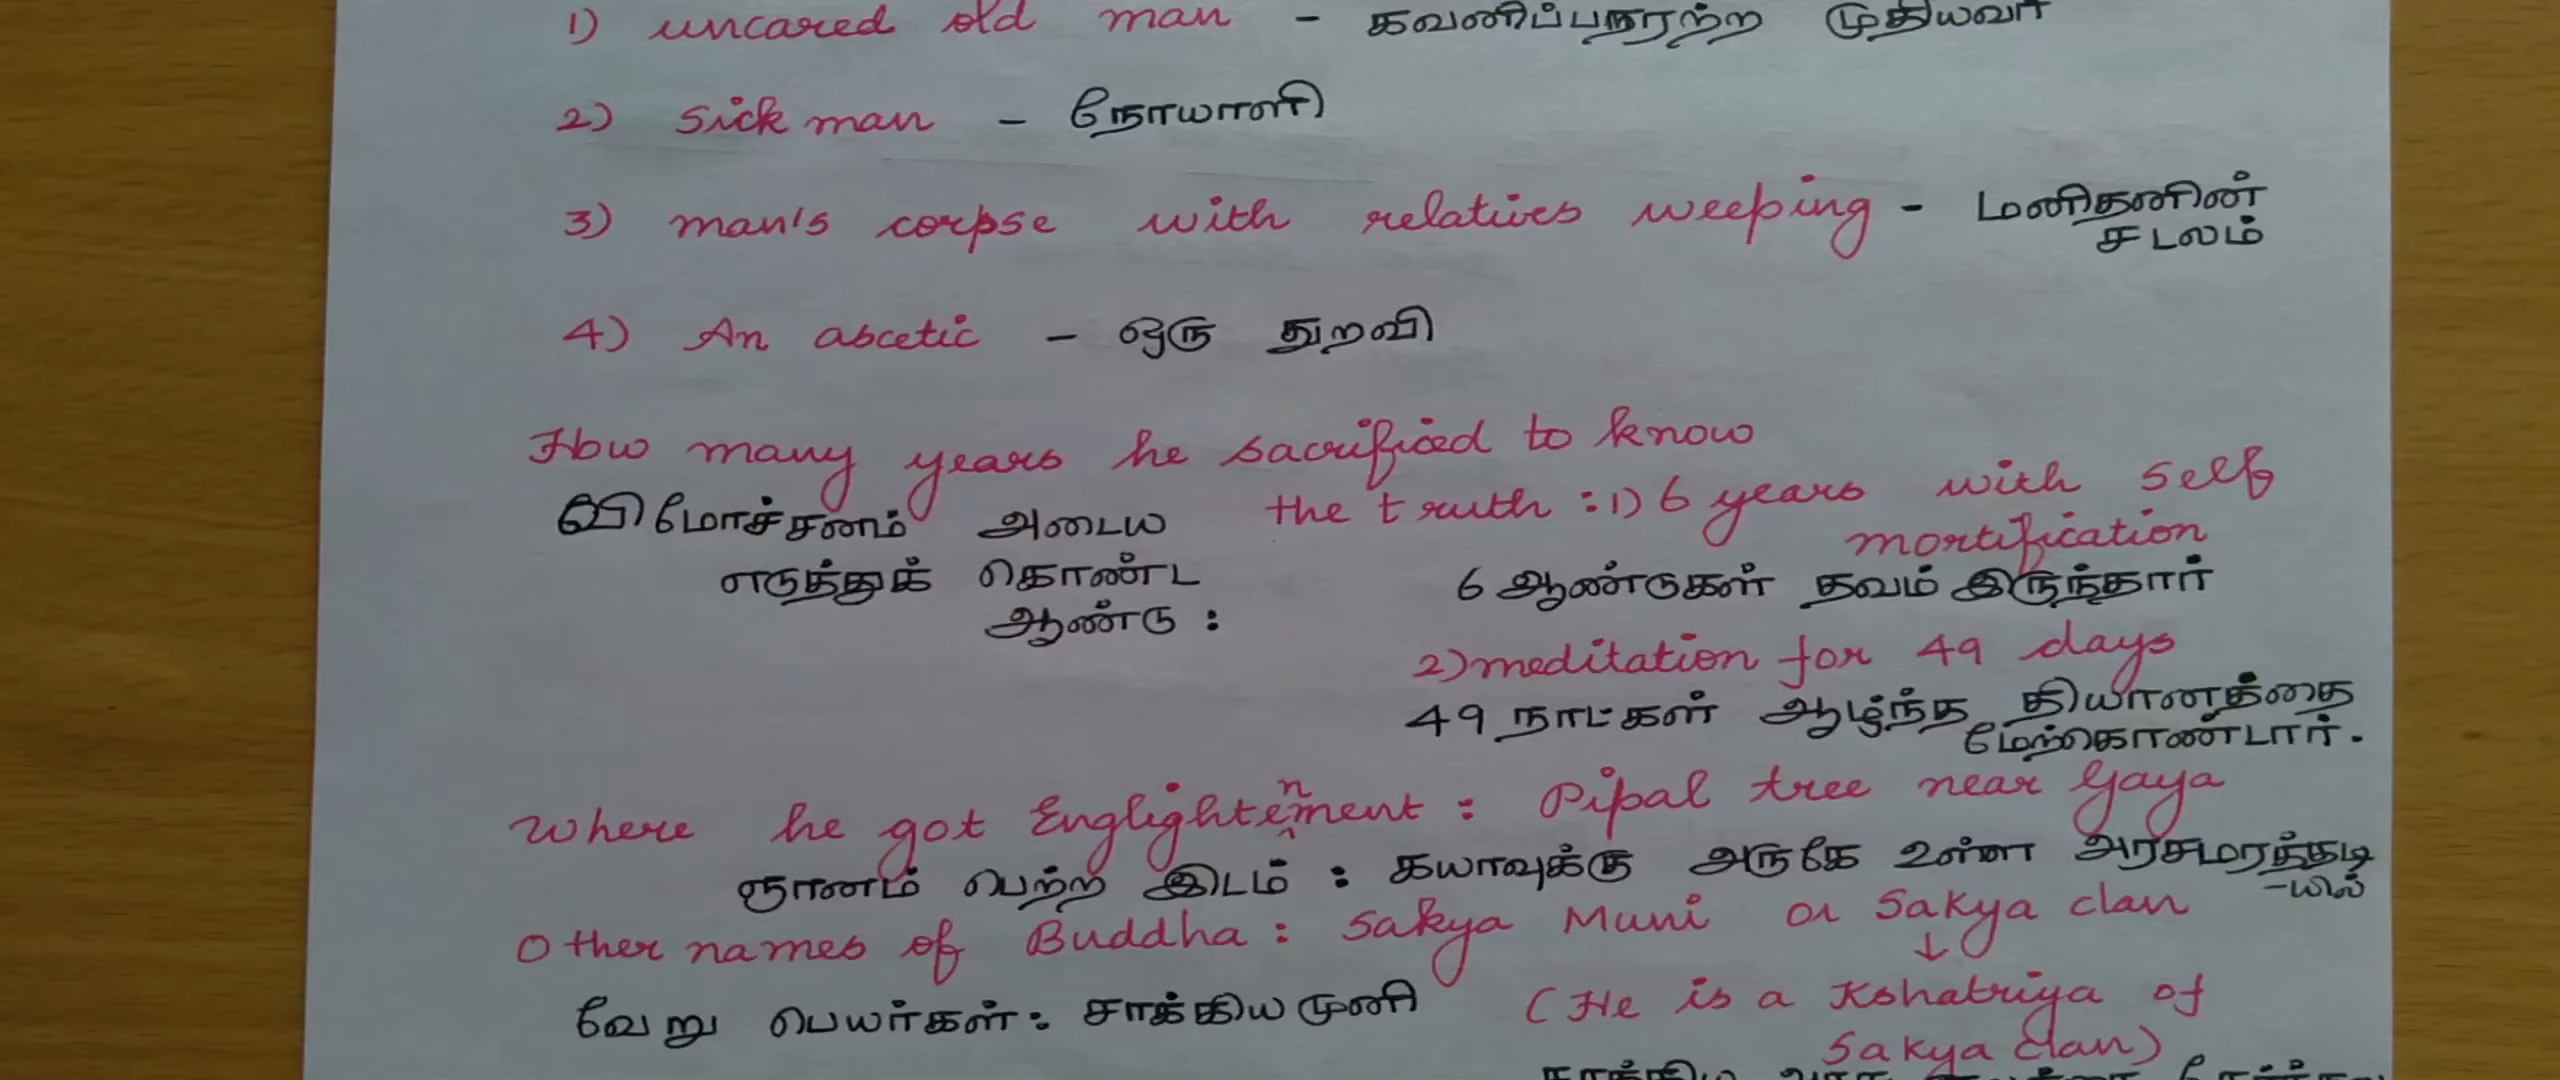 1) uncared old man - கவனிப்பாரற்ற முதியவர்
2) Sick man - நோயாளி
3) man's corpse with relatives weeping - மனிதனின்
சடலம்
4) An ascetic - ஒரு துறவி
How many years he sacrificed to know
the truth : 1) 6 years with self
mortification
விமோச்சனம் அடைய
எடுத்துக் கொண்ட
ஆண்டு :
6 ஆண்டுகள் தவம் இருந்தார்
2) meditation for 49 days
49 நாட்கள் ஆழ்ந்த தியானத்தை
மேற்கொண்டார்.
Where he got Englightenment : Pipal tree near Gaya
ஞானம் பெற்ற இடம் : கயாவுக்கு அருகே உள்ள அரசமரத்தடி
-யில்
Other names of Buddha : Sakya Muni or Sakya clan
↓
வேறு பெயர்கள் : சாக்கிய முனி (He is a Kshatriya of
Sakya clan)